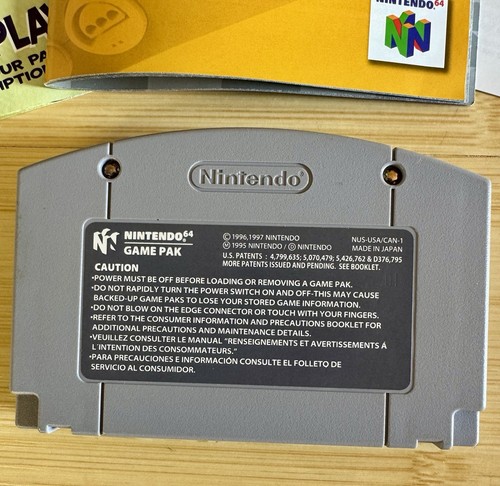 PLAY
UR PA
IPTIO
NINTENDO 64
Nintendo®
NINTENDO 64
GAME PAK
© 1996,1997 NINTENDO
Ⓜ 1995 NINTENDO / Ⓓ NINTENDO
NUS-USA/CAN-1
MADE IN JAPAN
U.S. PATENTS : 4,799,635; 5,070,479; 5,426,762 & D376,795
MORE PATENTS ISSUED AND PENDING. SEE BOOKLET.
CAUTION
•POWER MUST BE OFF BEFORE LOADING OR REMOVING A GAME PAK.
•DO NOT RAPIDLY TURN THE POWER SWITCH ON AND OFF-THIS MAY CAUSE
BACKED-UP GAME PAKS TO LOSE YOUR STORED GAME INFORMATION.
•DO NOT BLOW ON THE EDGE CONNECTOR OR TOUCH WITH YOUR FINGERS.
•REFER TO THE CONSUMER INFORMATION AND PRECAUTIONS BOOKLET FOR
ADDITIONAL PRECAUTIONS AND MAINTENANCE DETAILS.
•VEUILLEZ CONSULTER LE MANUEL "RENSEIGNEMENTS ET AVERTISSEMENTS À
L'INTENTION DES CONSOMMATEURS."
•PARA PRECAUCIONES E INFORMACIÓN CONSULTE EL FOLLETO DE
SERVICIO AL CONSUMIDOR.